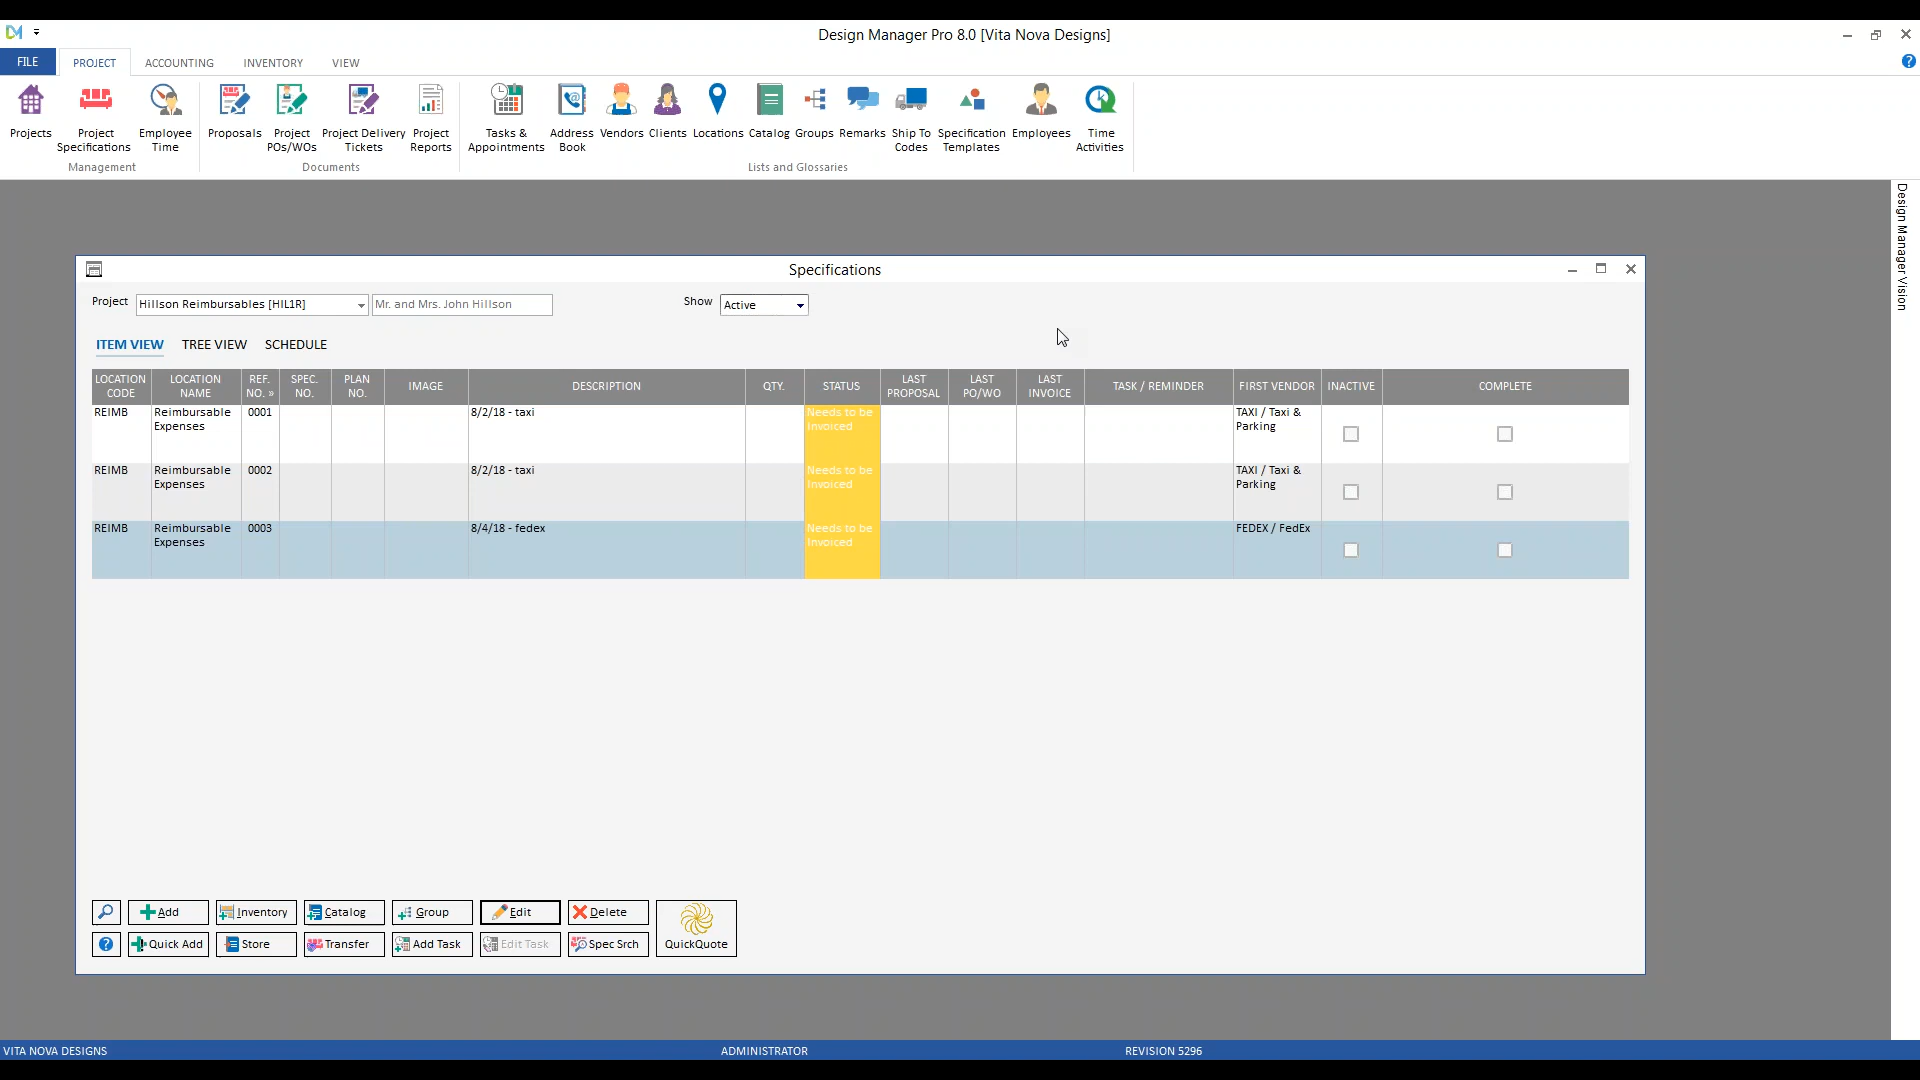 Design Manager Pro 8.0 [Vita Nova Designs]
FILE PROJECT ACCOUNTING INVENTORY VIEW
Projects
Project Specifications
Employee Time
Proposals
Project POs/WOs
Project Delivery Tickets
Project Reports
Tasks & Appointments
Address Book
Vendors
Clients
Locations
Catalog
Groups
Remarks
Ship To Codes
Specification Templates
Employees
Time Activities
Management
Documents
Lists and Glossaries
Design Manager Vision
Specifications
Project Hillson Reimbursables [HIL1R] Mr. and Mrs. John Hillson Show Active
ITEM VIEW TREE VIEW SCHEDULE
LOCATION CODE LOCATION NAME REF. NO. » SPEC. NO. PLAN NO. IMAGE DESCRIPTION QTY. STATUS LAST PROPOSAL LAST PO/WO LAST INVOICE TASK / REMINDER FIRST VENDOR INACTIVE COMPLETE
REIMB Reimbursable Expenses 0001 8/2/18 - taxi Needs to be Invoiced TAXI / Taxi & Parking
REIMB Reimbursable Expenses 0002 8/2/18 - taxi Needs to be Invoiced TAXI / Taxi & Parking
REIMB Reimbursable Expenses 0003 8/4/18 - fedex Needs to be Invoiced FEDEX / FedEx
Add Inventory Catalog Group Edit Delete
Quick Add Store Transfer Add Task Edit Task Spec Srch QuickQuote
VITA NOVA DESIGNS ADMINISTRATOR REVISION 5296